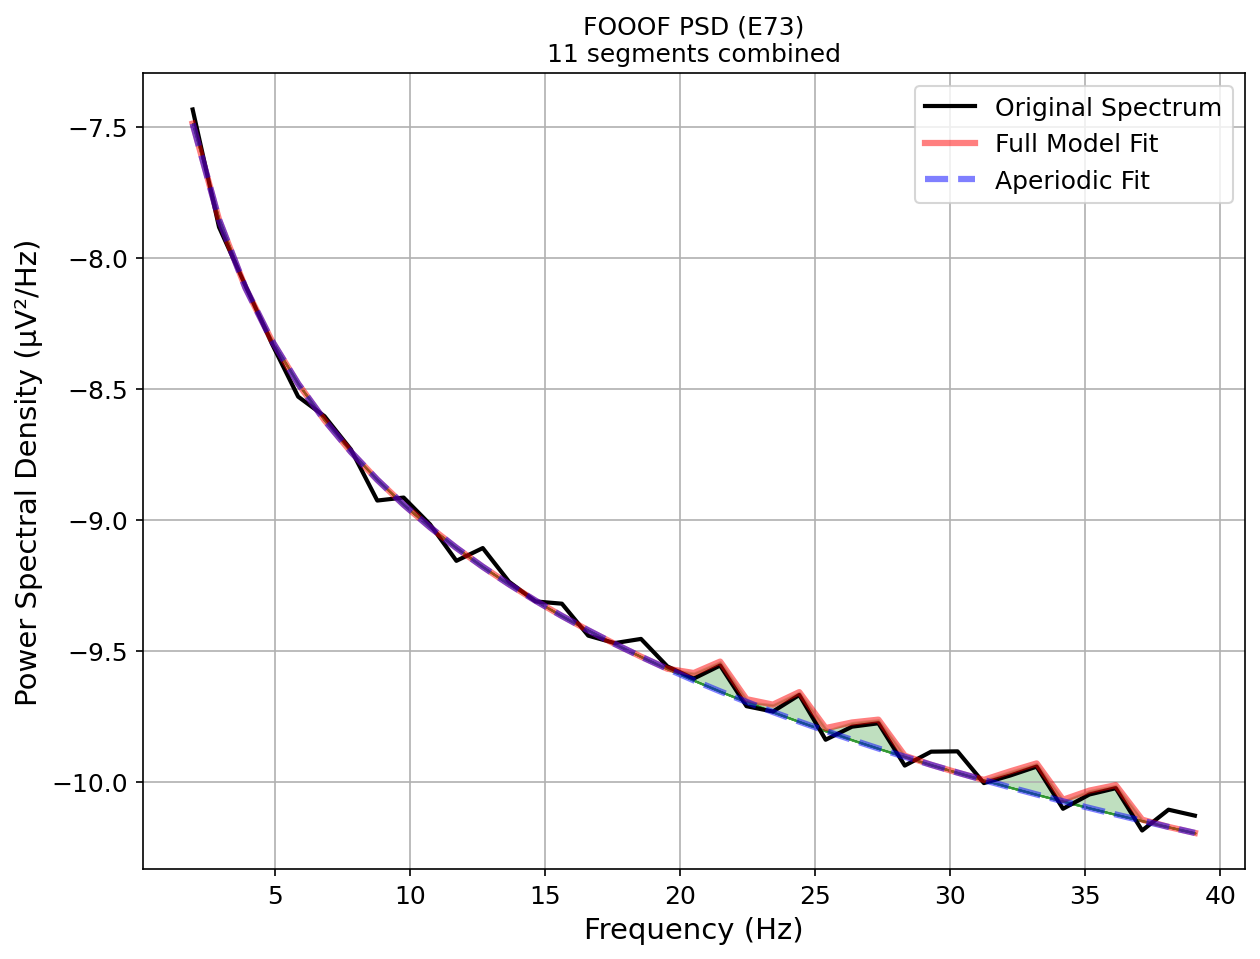 FOOOF PSD (E73)
11 segments combined
Original Spectrum
Full Model Fit
Aperiodic Fit
Power Spectral Density (µV²/Hz)
−7.5
−8.0
−8.5
−9.0
−9.5
−10.0
5 10 15 20 25 30 35 40
Frequency (Hz)